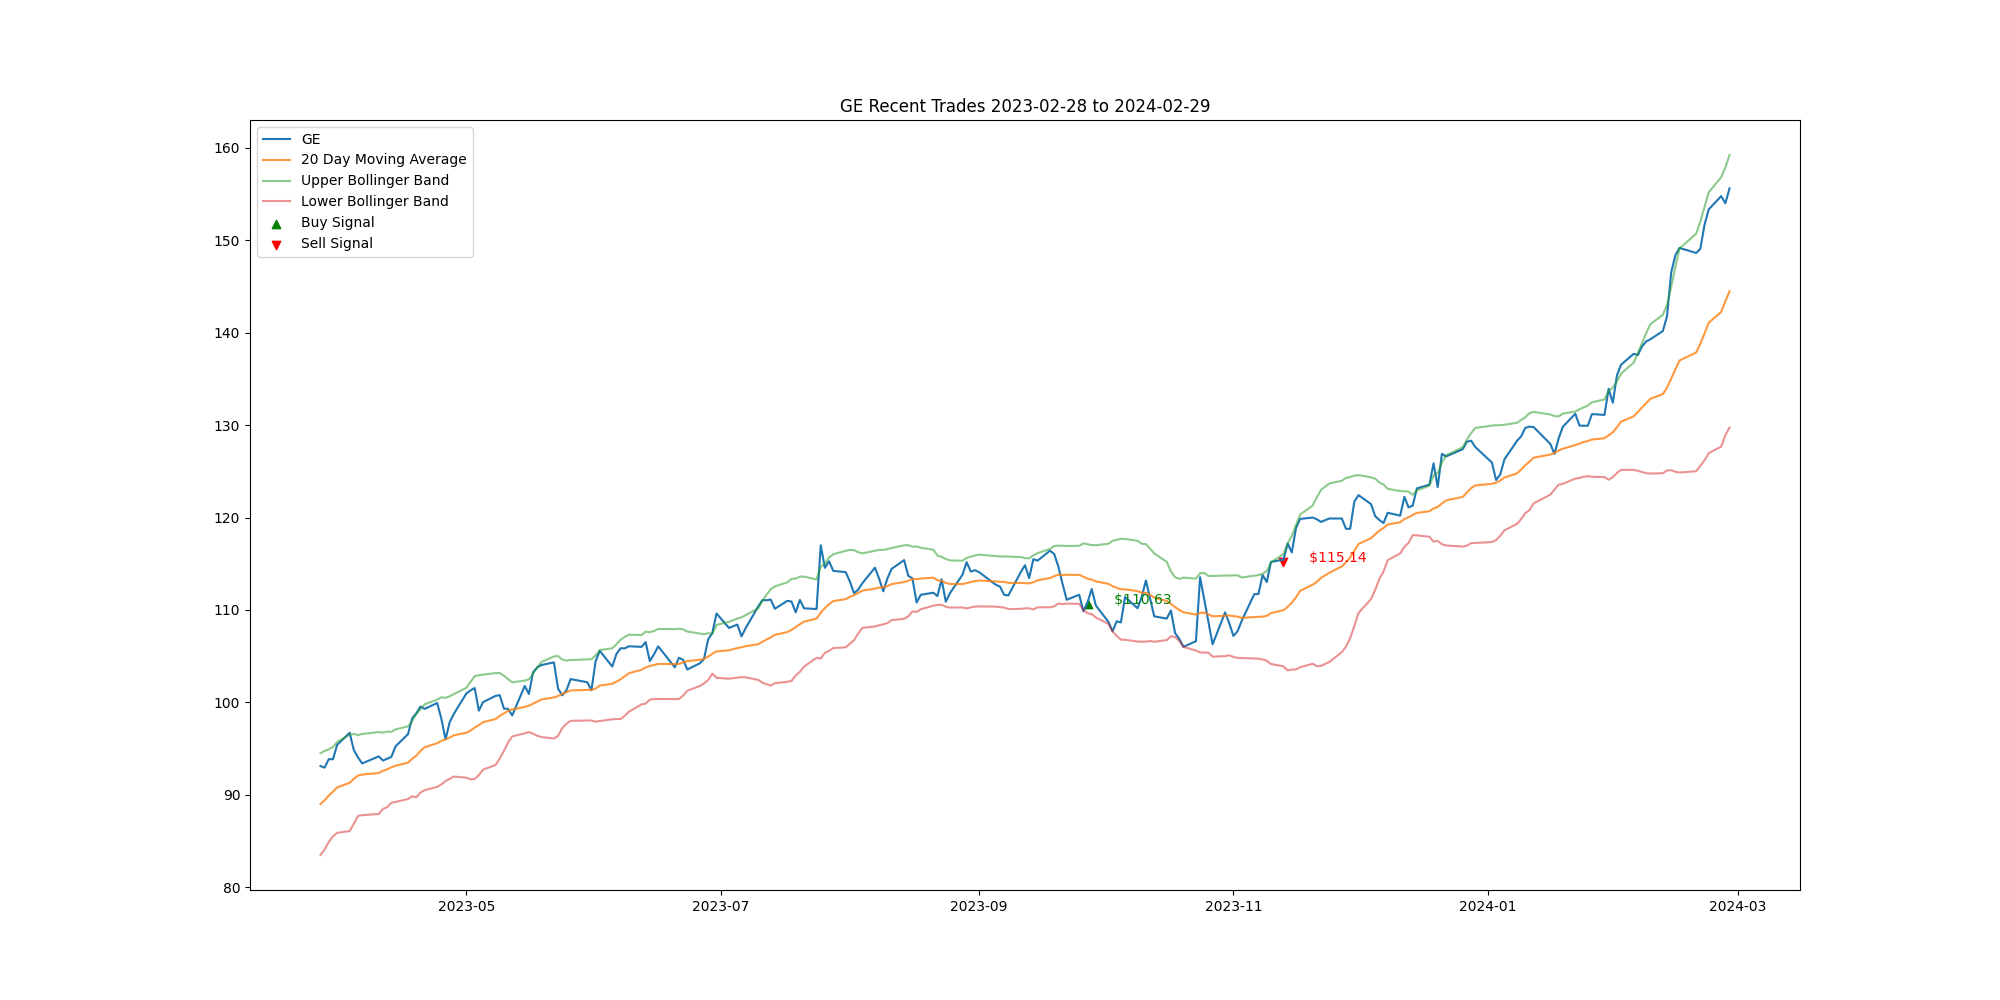 GE Recent Trades 2023-02-28 to 2024-02-29
GE
20 Day Moving Average
Upper Bollinger Band
Lower Bollinger Band
Buy Signal
Sell Signal
160
150
140
130
120
110
100
90
80
$115.14
$110.63
2023-05
2023-07
2023-09
2023-11
2024-01
2024-03